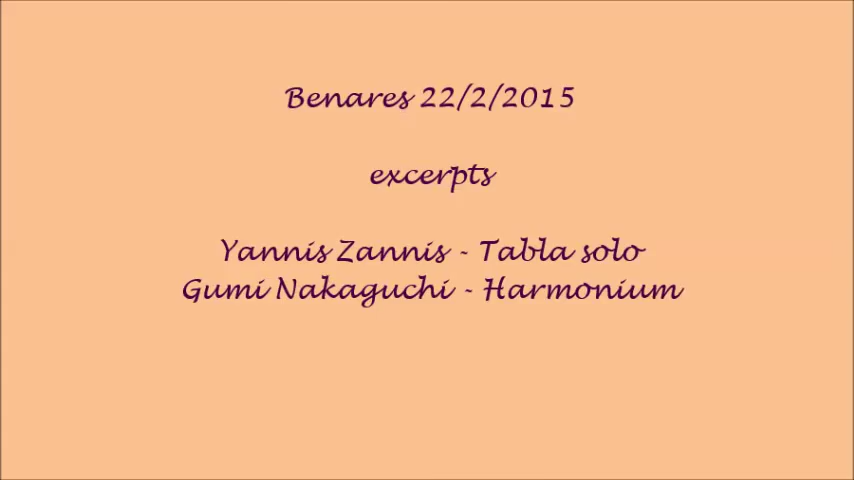 Benares 22/2/2015
excerpts
Yannis Zannis - Tabla solo
Gumi Nakaguchi - Harmonium